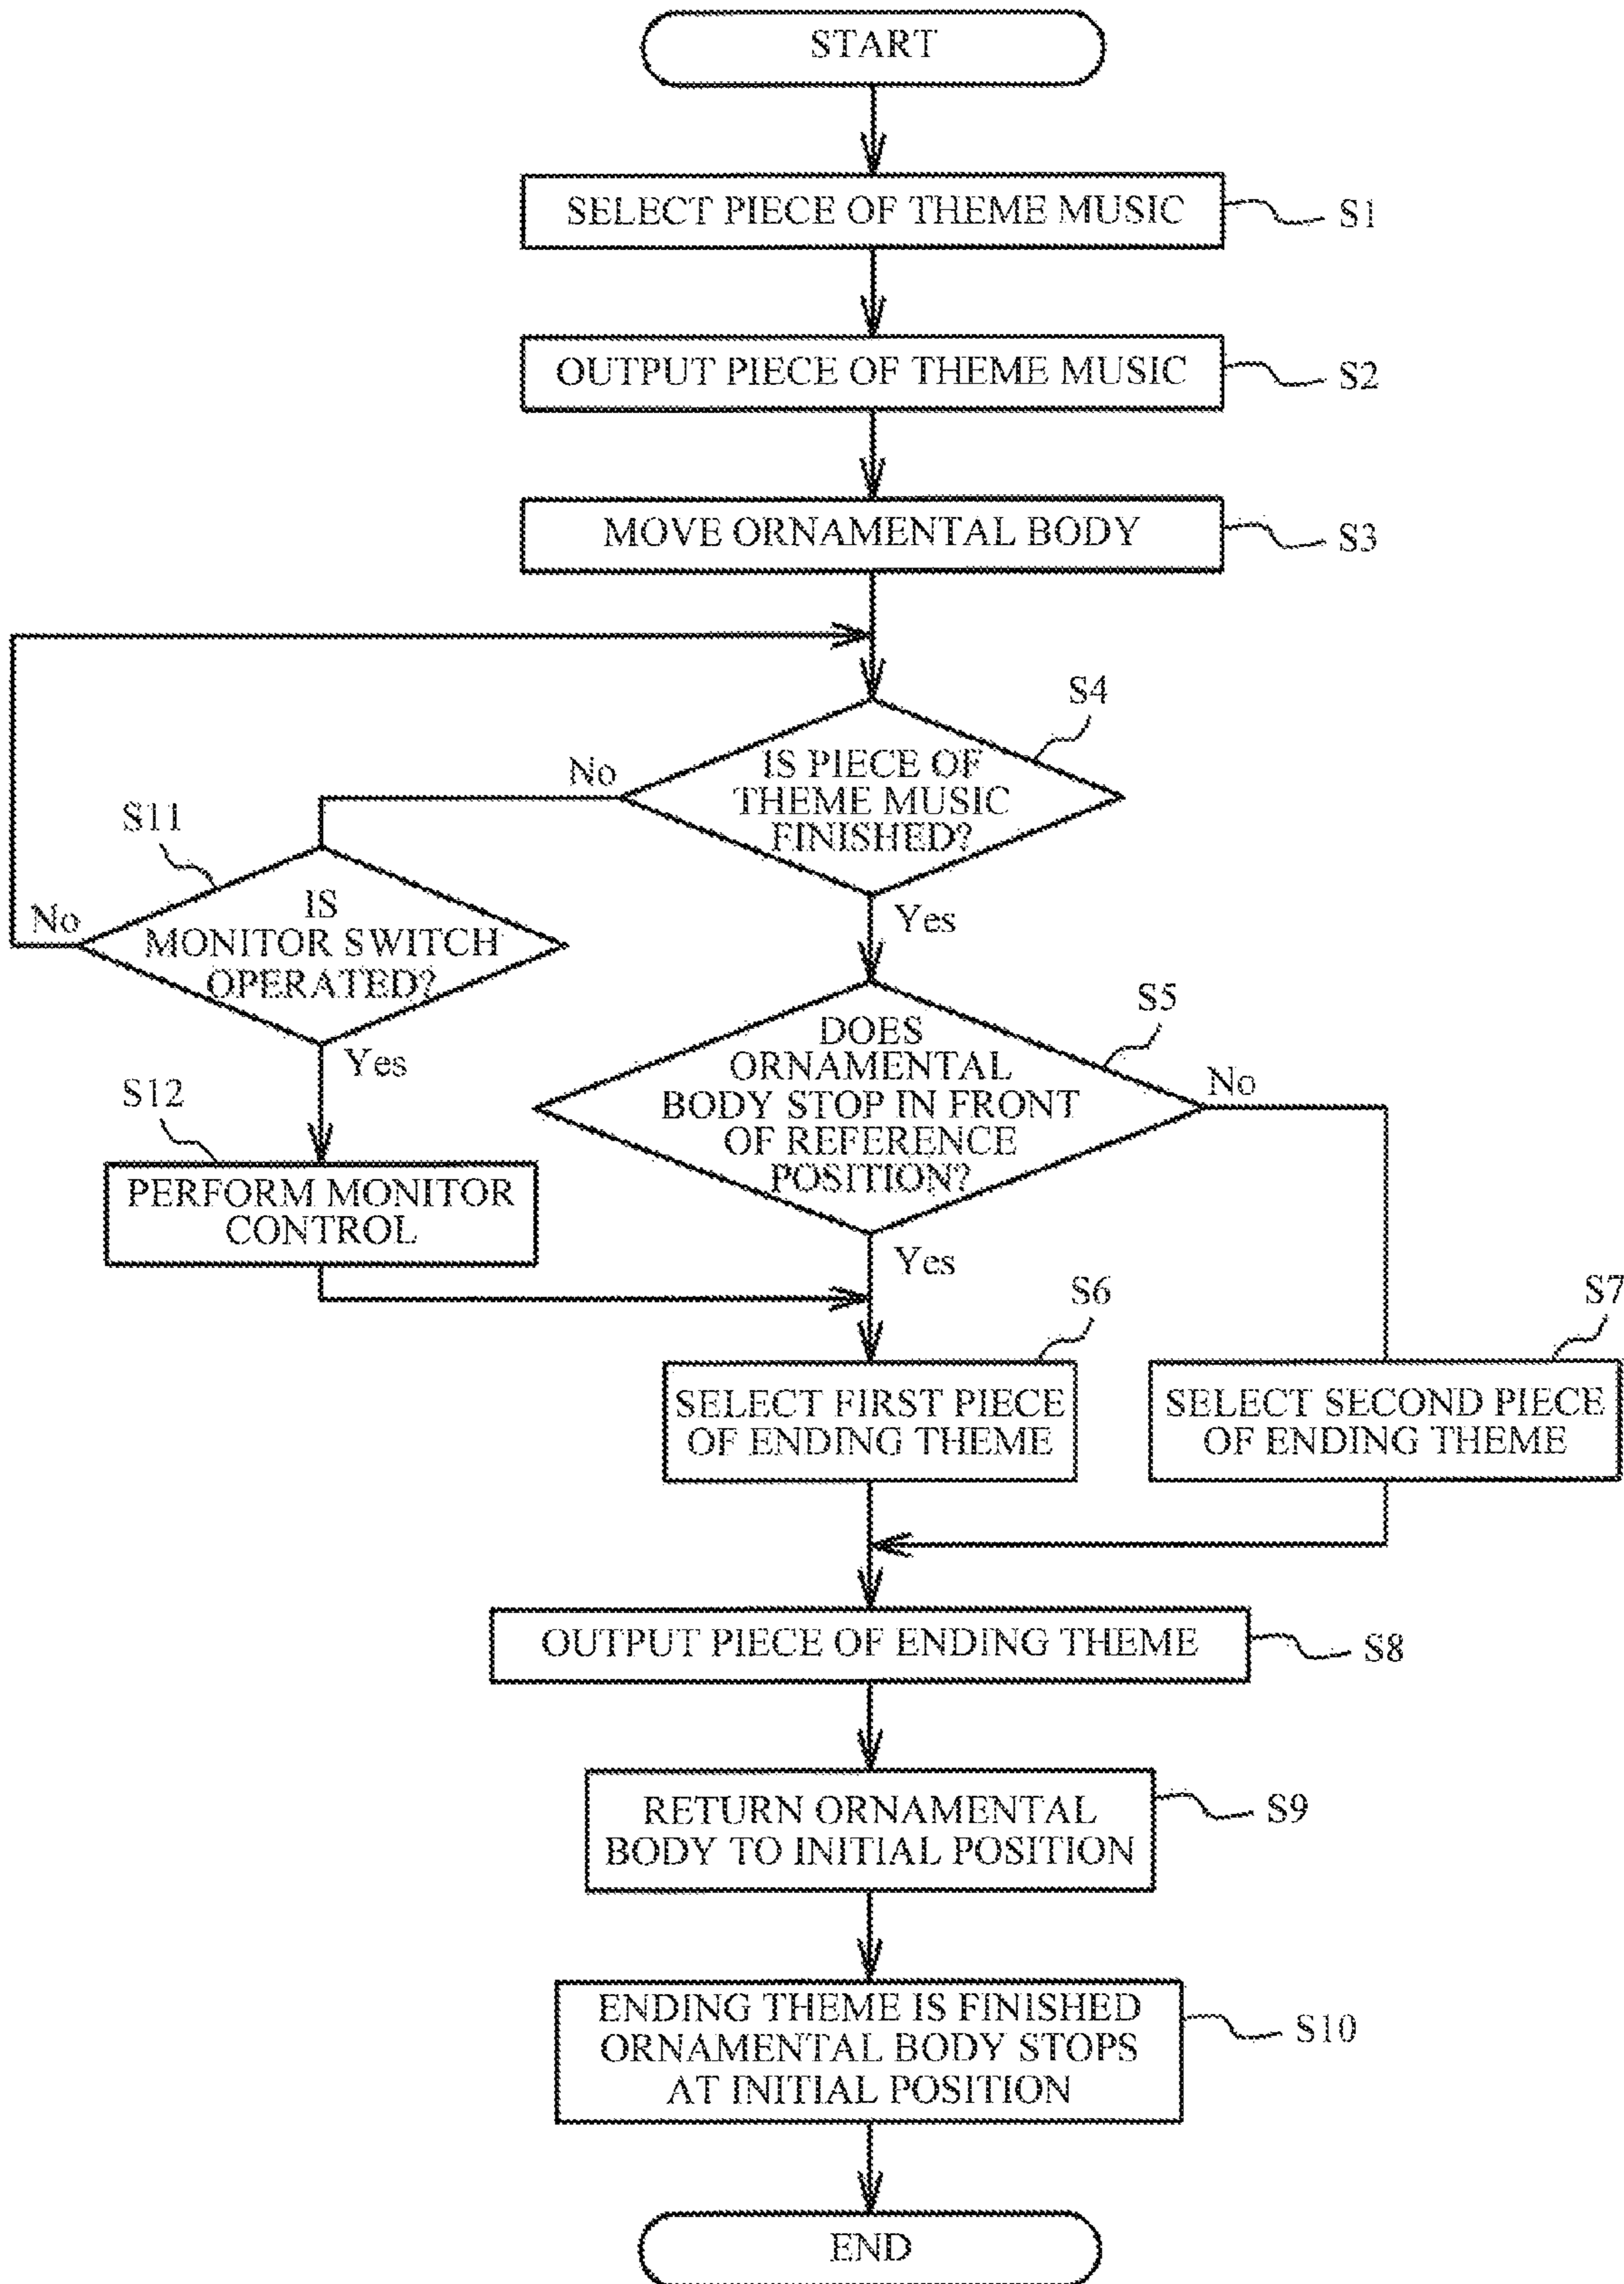 START
SELECT PIECE OF THEME MUSIC
S1
OUTPUT PIECE OF THEME MUSIC
S2
MOVE ORNAMENTAL BODY
S3
S4
IS PIECE OF
THEME MUSIC
FINISHED?
No
Yes
S11
IS
MONITOR SWITCH
OPERATED?
No
Yes
S12
PERFORM MONITOR
CONTROL
S5
DOES
ORNAMENTAL
BODY STOP IN FRONT
OF REFERENCE
POSITION?
No
Yes
S6
SELECT FIRST PIECE
OF ENDING THEME
S7
SELECT SECOND PIECE
OF ENDING THEME
OUTPUT PIECE OF ENDING THEME
S8
RETURN ORNAMENTAL
BODY TO INITIAL POSITION
S9
ENDING THEME IS FINISHED
ORNAMENTAL BODY STOPS
AT INITIAL POSITION
S10
END